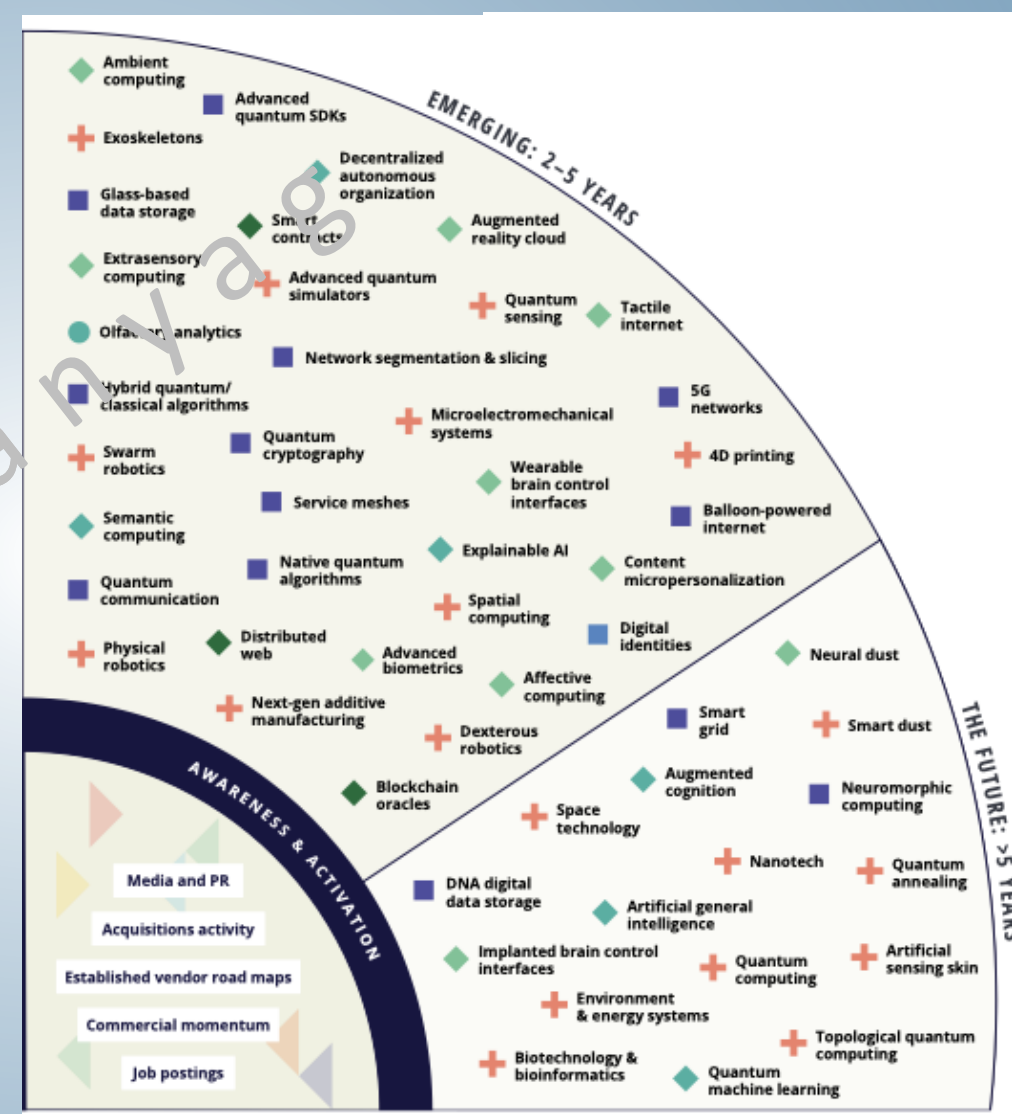 Ambient
computing
Advanced
quantum SDKs
EMERGING: 2–5 YEARS
Exoskeletons
Decentralized
autonomous
organization
Glass-based
data storage
Smart
contracts
Augmented
reality cloud
Extrasensory
computing
Advanced quantum
simulators
Quantum
sensing
Tactile
internet
Olfactory analytics
Network segmentation & slicing
Hybrid quantum/
classical algorithms
5G
networks
Microelectromechanical
systems
Quantum
cryptography
Swarm
robotics
4D printing
Wearable
brain control
interfaces
Service meshes
Balloon-powered
internet
Semantic
computing
Explainable AI
Native quantum
algorithms
Content
micropersonalization
Quantum
communication
Spatial
computing
Digital
identities
Physical
robotics
Distributed
web
Advanced
biometrics
Affective
computing
Next-gen additive
manufacturing
Dexterous
robotics
Blockchain
oracles
Neural dust
THE FUTURE: >5 YEARS
Smart
grid
Smart dust
Augmented
cognition
Neuromorphic
computing
Space
technology
Nanotech
Quantum
annealing
DNA digital
data storage
Artificial general
intelligence
Implanted brain control
interfaces
Quantum
computing
Artificial
sensing skin
Environment
& energy systems
Topological quantum
computing
Biotechnology &
bioinformatics
Quantum
machine learning
AWARENESS & ACTIVATION
Media and PR
Acquisitions activity
Established vendor road maps
Commercial momentum
Job postings
n y a g